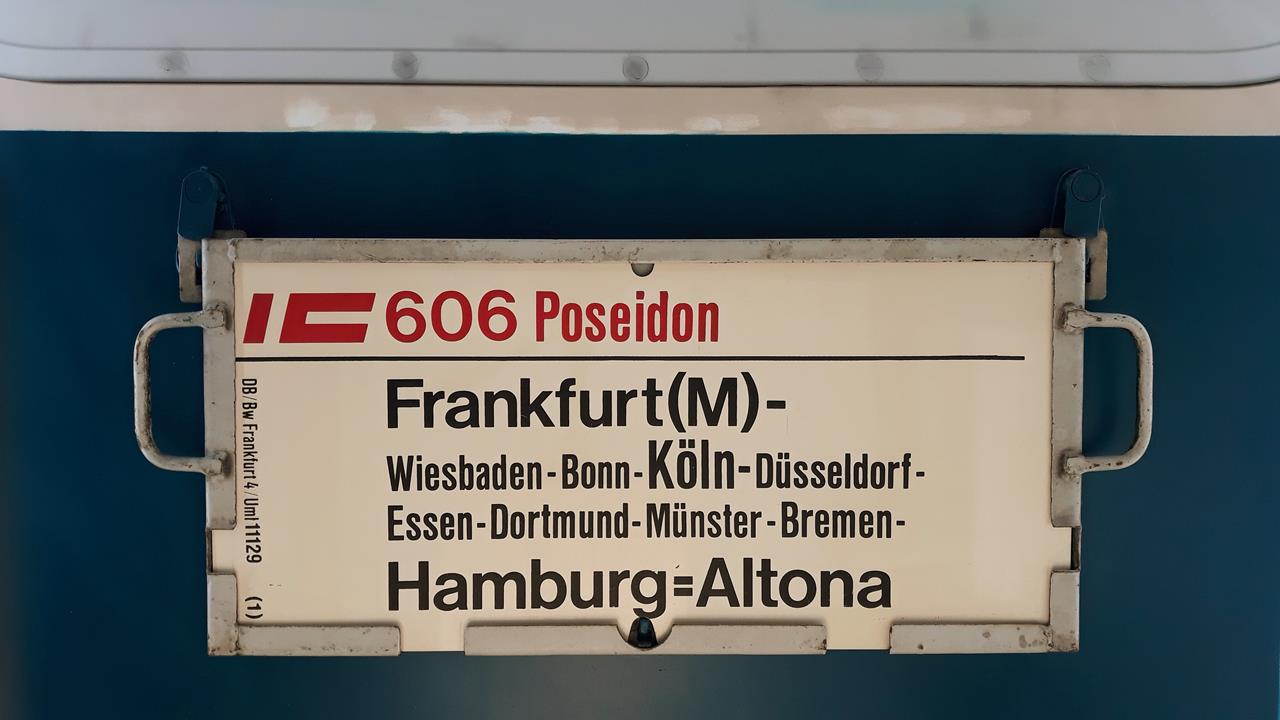 IC 606 Poseidon
Frankfurt(M)-
Wiesbaden-Bonn-Köln-Düsseldorf-
Essen-Dortmund-Münster-Bremen-
Hamburg=Altona
DB/Bw Frankfurt 4/Uml 11129 (1)